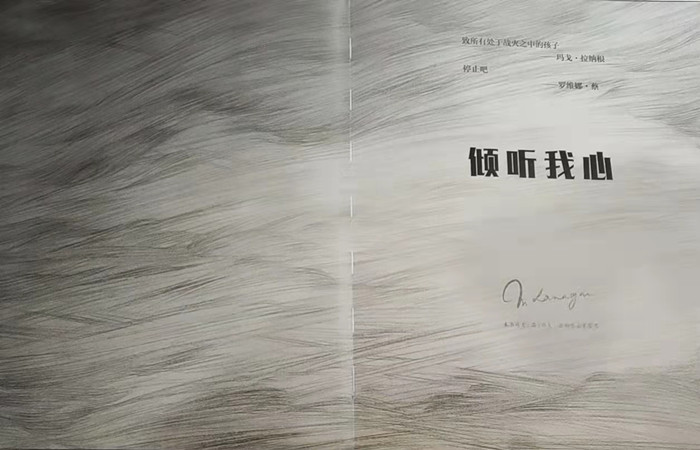 致所有处于战火之中的孩子
玛戈·拉纳根
停止吧
罗维娜·蔡
倾听我心
M Lanagan